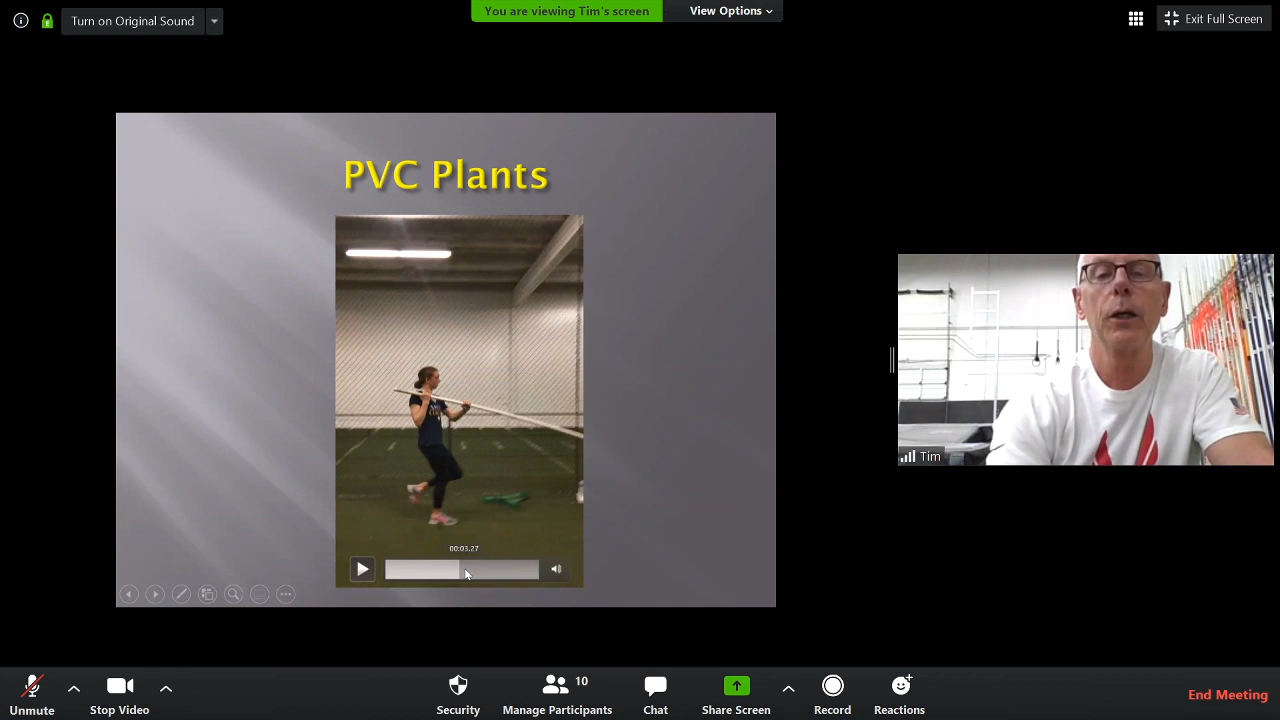 Turn on Original Sound
You are viewing Tim's screen
View Options
Exit Full Screen
PVC Plants
00:03.27
Tim
Unmute
Stop Video
Security
10
Manage Participants
Chat
Share Screen
Record
Reactions
End Meeting